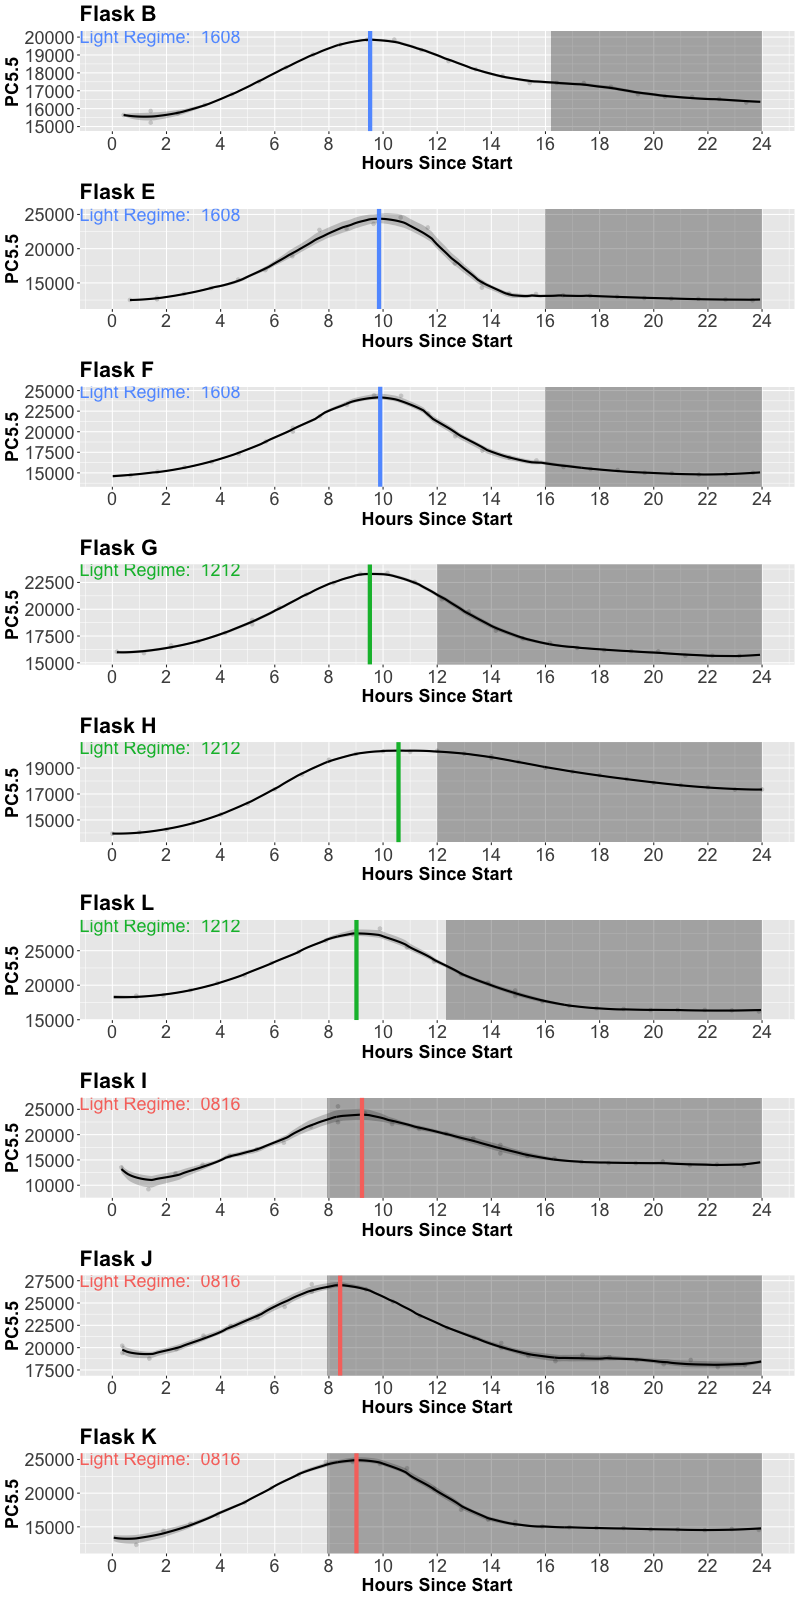 Flask B
Light Regime: 1608
PC5.5
20000
19000
18000
17000
16000
15000
0 2 4 6 8 10 12 14 16 18 20 22 24
Hours Since Start
Flask E
Light Regime: 1608
PC5.5
25000
20000
15000
0 2 4 6 8 10 12 14 16 18 20 22 24
Hours Since Start
Flask F
Light Regime: 1608
PC5.5
25000
22500
20000
17500
15000
0 2 4 6 8 10 12 14 16 18 20 22 24
Hours Since Start
Flask G
Light Regime: 1212
PC5.5
22500
20000
17500
15000
0 2 4 6 8 10 12 14 16 18 20 22 24
Hours Since Start
Flask H
Light Regime: 1212
PC5.5
19000
17000
15000
0 2 4 6 8 10 12 14 16 18 20 22 24
Hours Since Start
Flask L
Light Regime: 1212
PC5.5
25000
20000
15000
0 2 4 6 8 10 12 14 16 18 20 22 24
Hours Since Start
Flask I
Light Regime: 0816
PC5.5
25000
20000
15000
10000
0 2 4 6 8 10 12 14 16 18 20 22 24
Hours Since Start
Flask J
Light Regime: 0816
PC5.5
27500
25000
22500
20000
17500
0 2 4 6 8 10 12 14 16 18 20 22 24
Hours Since Start
Flask K
Light Regime: 0816
PC5.5
25000
20000
15000
0 2 4 6 8 10 12 14 16 18 20 22 24
Hours Since Start